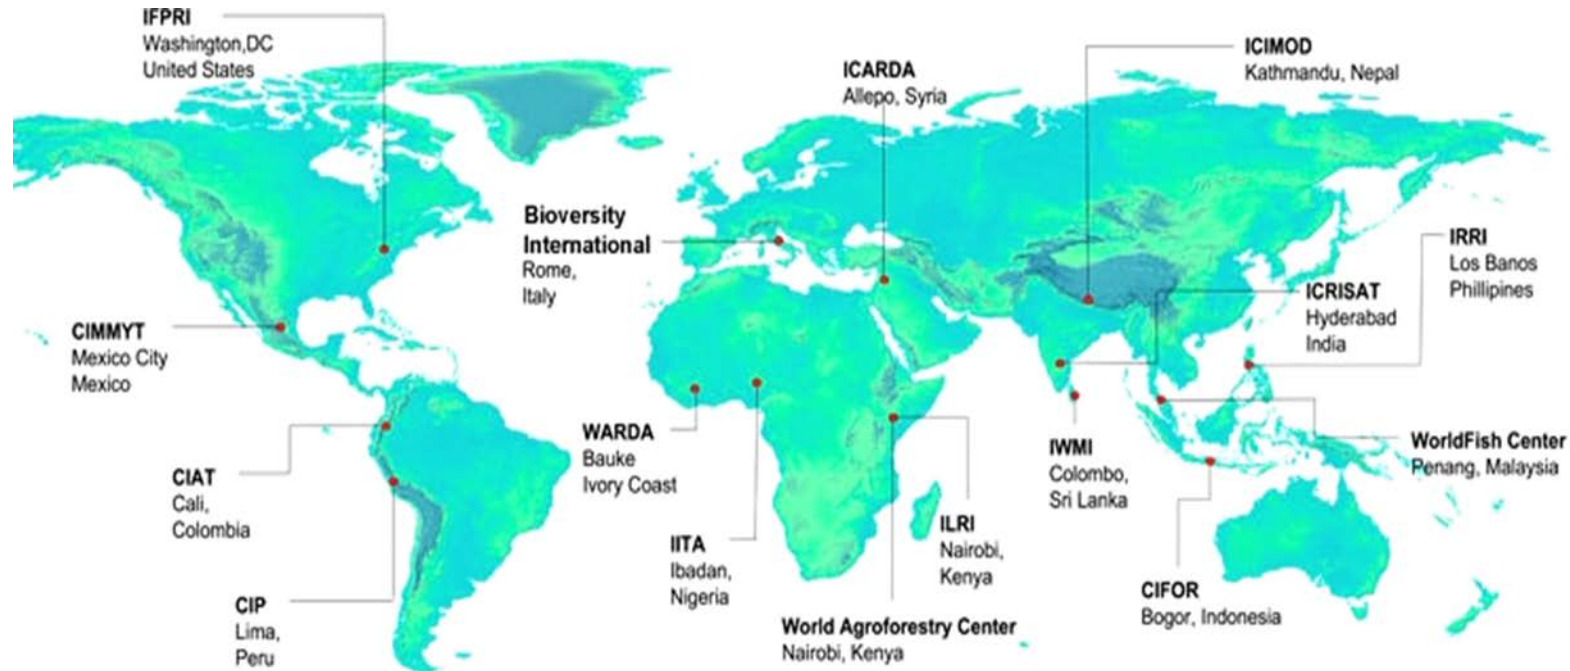 IFPRI
Washington,DC
United States
ICARDA
Allepo, Syria
ICIMOD
Kathmandu, Nepal
Bioversity
International
Rome,
Italy
IRRI
Los Banos
Phillipines
ICRISAT
Hyderabad
India
CIMMYT
Mexico City
Mexico
WARDA
Bauke
Ivory Coast
IWMI
Colombo,
Sri Lanka
WorldFish Center
Penang, Malaysia
CIAT
Cali,
Colombia
IITA
Ibadan,
Nigeria
ILRI
Nairobi,
Kenya
CIFOR
Bogor, Indonesia
CIP
Lima,
Peru
World Agroforestry Center
Nairobi, Kenya